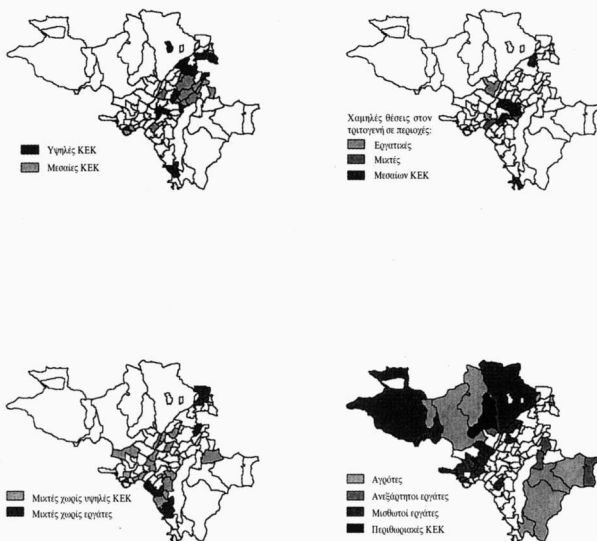 Υψηλές ΚΕΚ
Μεσαίες ΚΕΚ
Χαμηλές θέσεις στον
τριτογενή σε περιοχές:
Εργατικές
Μικτές
Μεσαίων ΚΕΚ
Μικτές χωρίς υψηλές ΚΕΚ
Μικτές χωρίς εργάτες
Αγρότες
Ανεξάρτητοι εργάτες
Μισθωτοί εργάτες
Περιθωριακές ΚΕΚ